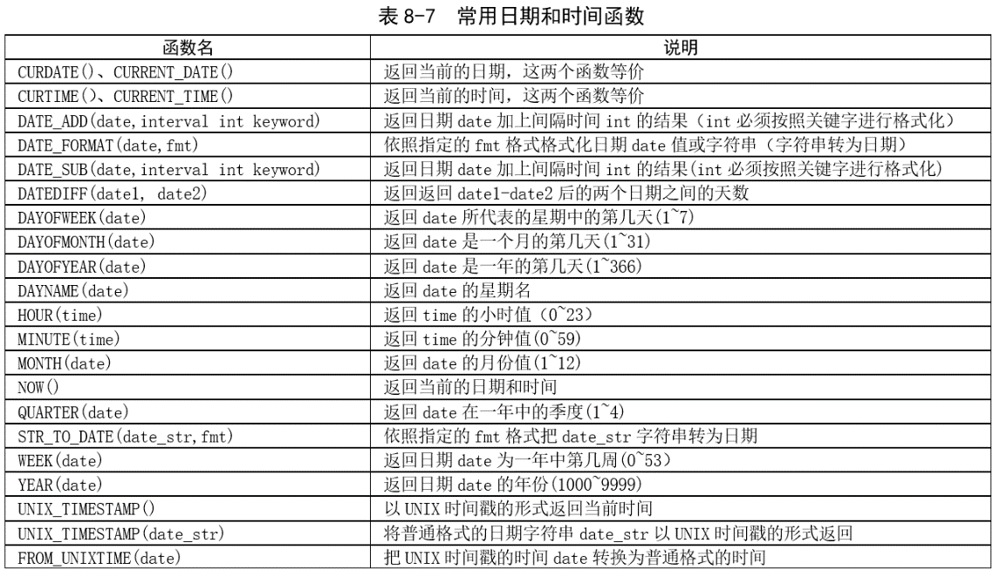 表 8-7 常用日期和时间函数
函数名 说明
CURDATE()、CURRENT_DATE() 返回当前的日期，这两个函数等价
CURTIME()、CURRENT_TIME() 返回当前的时间，这两个函数等价
DATE_ADD(date,interval int keyword) 返回日期 date 加上间隔时间 int 的结果（int 必须按照关键字进行格式化）
DATE_FORMAT(date,fmt) 依照指定的 fmt 格式格式化日期 date 值或字符串（字符串转为日期）
DATE_SUB(date,interval int keyword) 返回日期 date 加上间隔时间 int 的结果(int 必须按照关键字进行格式化)
DATEDIFF(date1, date2) 返回返回 date1-date2 后的两个日期之间的天数
DAYOFWEEK(date) 返回 date 所代表的星期中的第几天(1~7)
DAYOFMONTH(date) 返回 date 是一个月的第几天(1~31)
DAYOFYEAR(date) 返回 date 是一年的第几天(1~366)
DAYNAME(date) 返回 date 的星期名
HOUR(time) 返回 time 的小时值（0~23）
MINUTE(time) 返回 time 的分钟值(0~59)
MONTH(date) 返回 date 的月份值(1~12)
NOW() 返回当前的日期和时间
QUARTER(date) 返回 date 在一年中的季度(1~4)
STR_TO_DATE(date_str,fmt) 依照指定的 fmt 格式把 date_str 字符串转为日期
WEEK(date) 返回日期 date 为一年中第几周(0~53）
YEAR(date) 返回日期 date 的年份(1000~9999)
UNIX_TIMESTAMP() 以 UNIX 时间戳的形式返回当前时间
UNIX_TIMESTAMP(date_str) 将普通格式的日期字符串 date_str 以 UNIX 时间戳的形式返回
FROM_UNIXTIME(date) 把 UNIX 时间戳的时间 date 转换为普通格式的时间